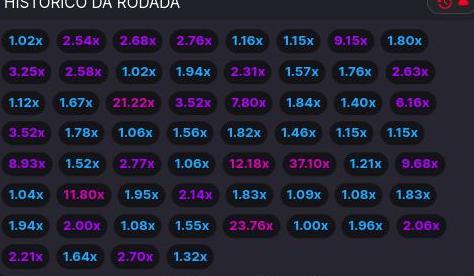 HISTÓRICO DA RODADA
1.02x 2.54x 2.68x 2.76x 1.16x 1.15x 9.15x 1.80x
3.25x 2.58x 1.02x 1.94x 2.31x 1.57x 1.76x 2.63x
1.12x 1.67x 21.22x 3.52x 7.80x 1.84x 1.40x 6.16x
3.52x 1.78x 1.06x 1.56x 1.82x 1.46x 1.15x 1.15x
8.93x 1.52x 2.77x 1.06x 12.18x 37.10x 1.21x 9.68x
1.04x 11.80x 1.95x 2.14x 1.83x 1.09x 1.08x 1.83x
1.94x 2.00x 1.08x 1.55x 23.76x 1.00x 1.96x 2.06x
2.21x 1.64x 2.70x 1.32x